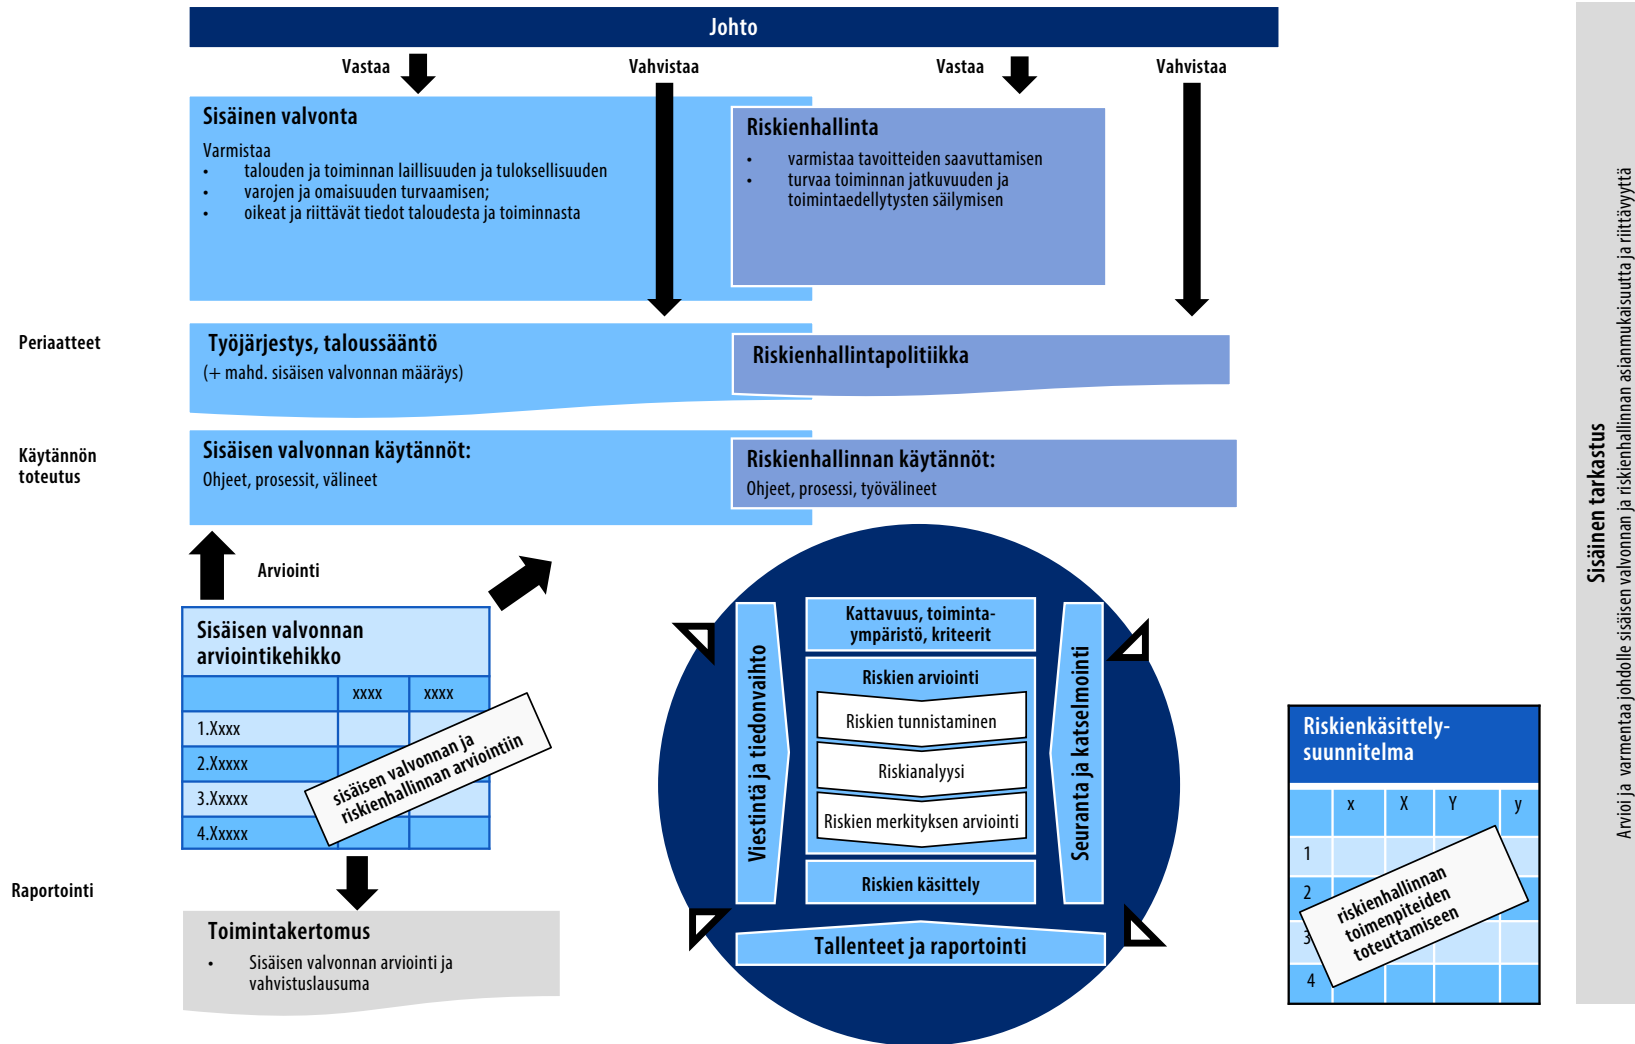 Johto
Vastaa
Vahvistaa
Vastaa
Vahvistaa
Sisäinen valvonta
Varmistaa
• talouden ja toiminnan laillisuuden ja tuloksellisuuden
• varojen ja omaisuuden turvaamisen;
• oikeat ja riittävät tiedot taloudesta ja toiminnasta
Riskienhallinta
• varmistaa tavoitteiden saavuttamisen
• turvaa toiminnan jatkuvuuden ja
toimintaedellytysten säilymisen
Periaatteet
Työjärjestys, taloussääntö
(+ mahd. sisäisen valvonnan määräys)
Riskienhallintapolitiikka
Käytännön
toteutus
Sisäisen valvonnan käytännöt:
Ohjeet, prosessit, välineet
Riskienhallinnan käytännöt:
Ohjeet, prosessi, työvälineet
Arviointi
Sisäisen valvonnan
arviointikehikko
xxxx
xxxx
1.Xxxx
2.Xxxxx
3.Xxxxx
4.Xxxxx
sisäisen valvonnan ja
riskienhallinnan arviointiin
Raportointi
Toimintakertomus
• Sisäisen valvonnan arviointi ja
vahvistuslausuma
Viestintä ja tiedonvaihto
Kattavuus, toiminta-
ympäristö, kriteerit
Riskien arviointi
Riskien tunnistaminen
Riskianalyysi
Riskien merkityksen arviointi
Riskien käsittely
Seuranta ja katselmointi
Tallenteet ja raportointi
Riskienkäsittely-
suunnitelma
x
X
Y
y
1
2
3
4
riskienhallinnan
toimenpiteiden
toteuttamiseen
Sisäinen tarkastus
Arvioi ja varmentaa johdolle sisäisen valvonnan ja riskienhallinnan asianmukaisuutta ja riittävyyttä